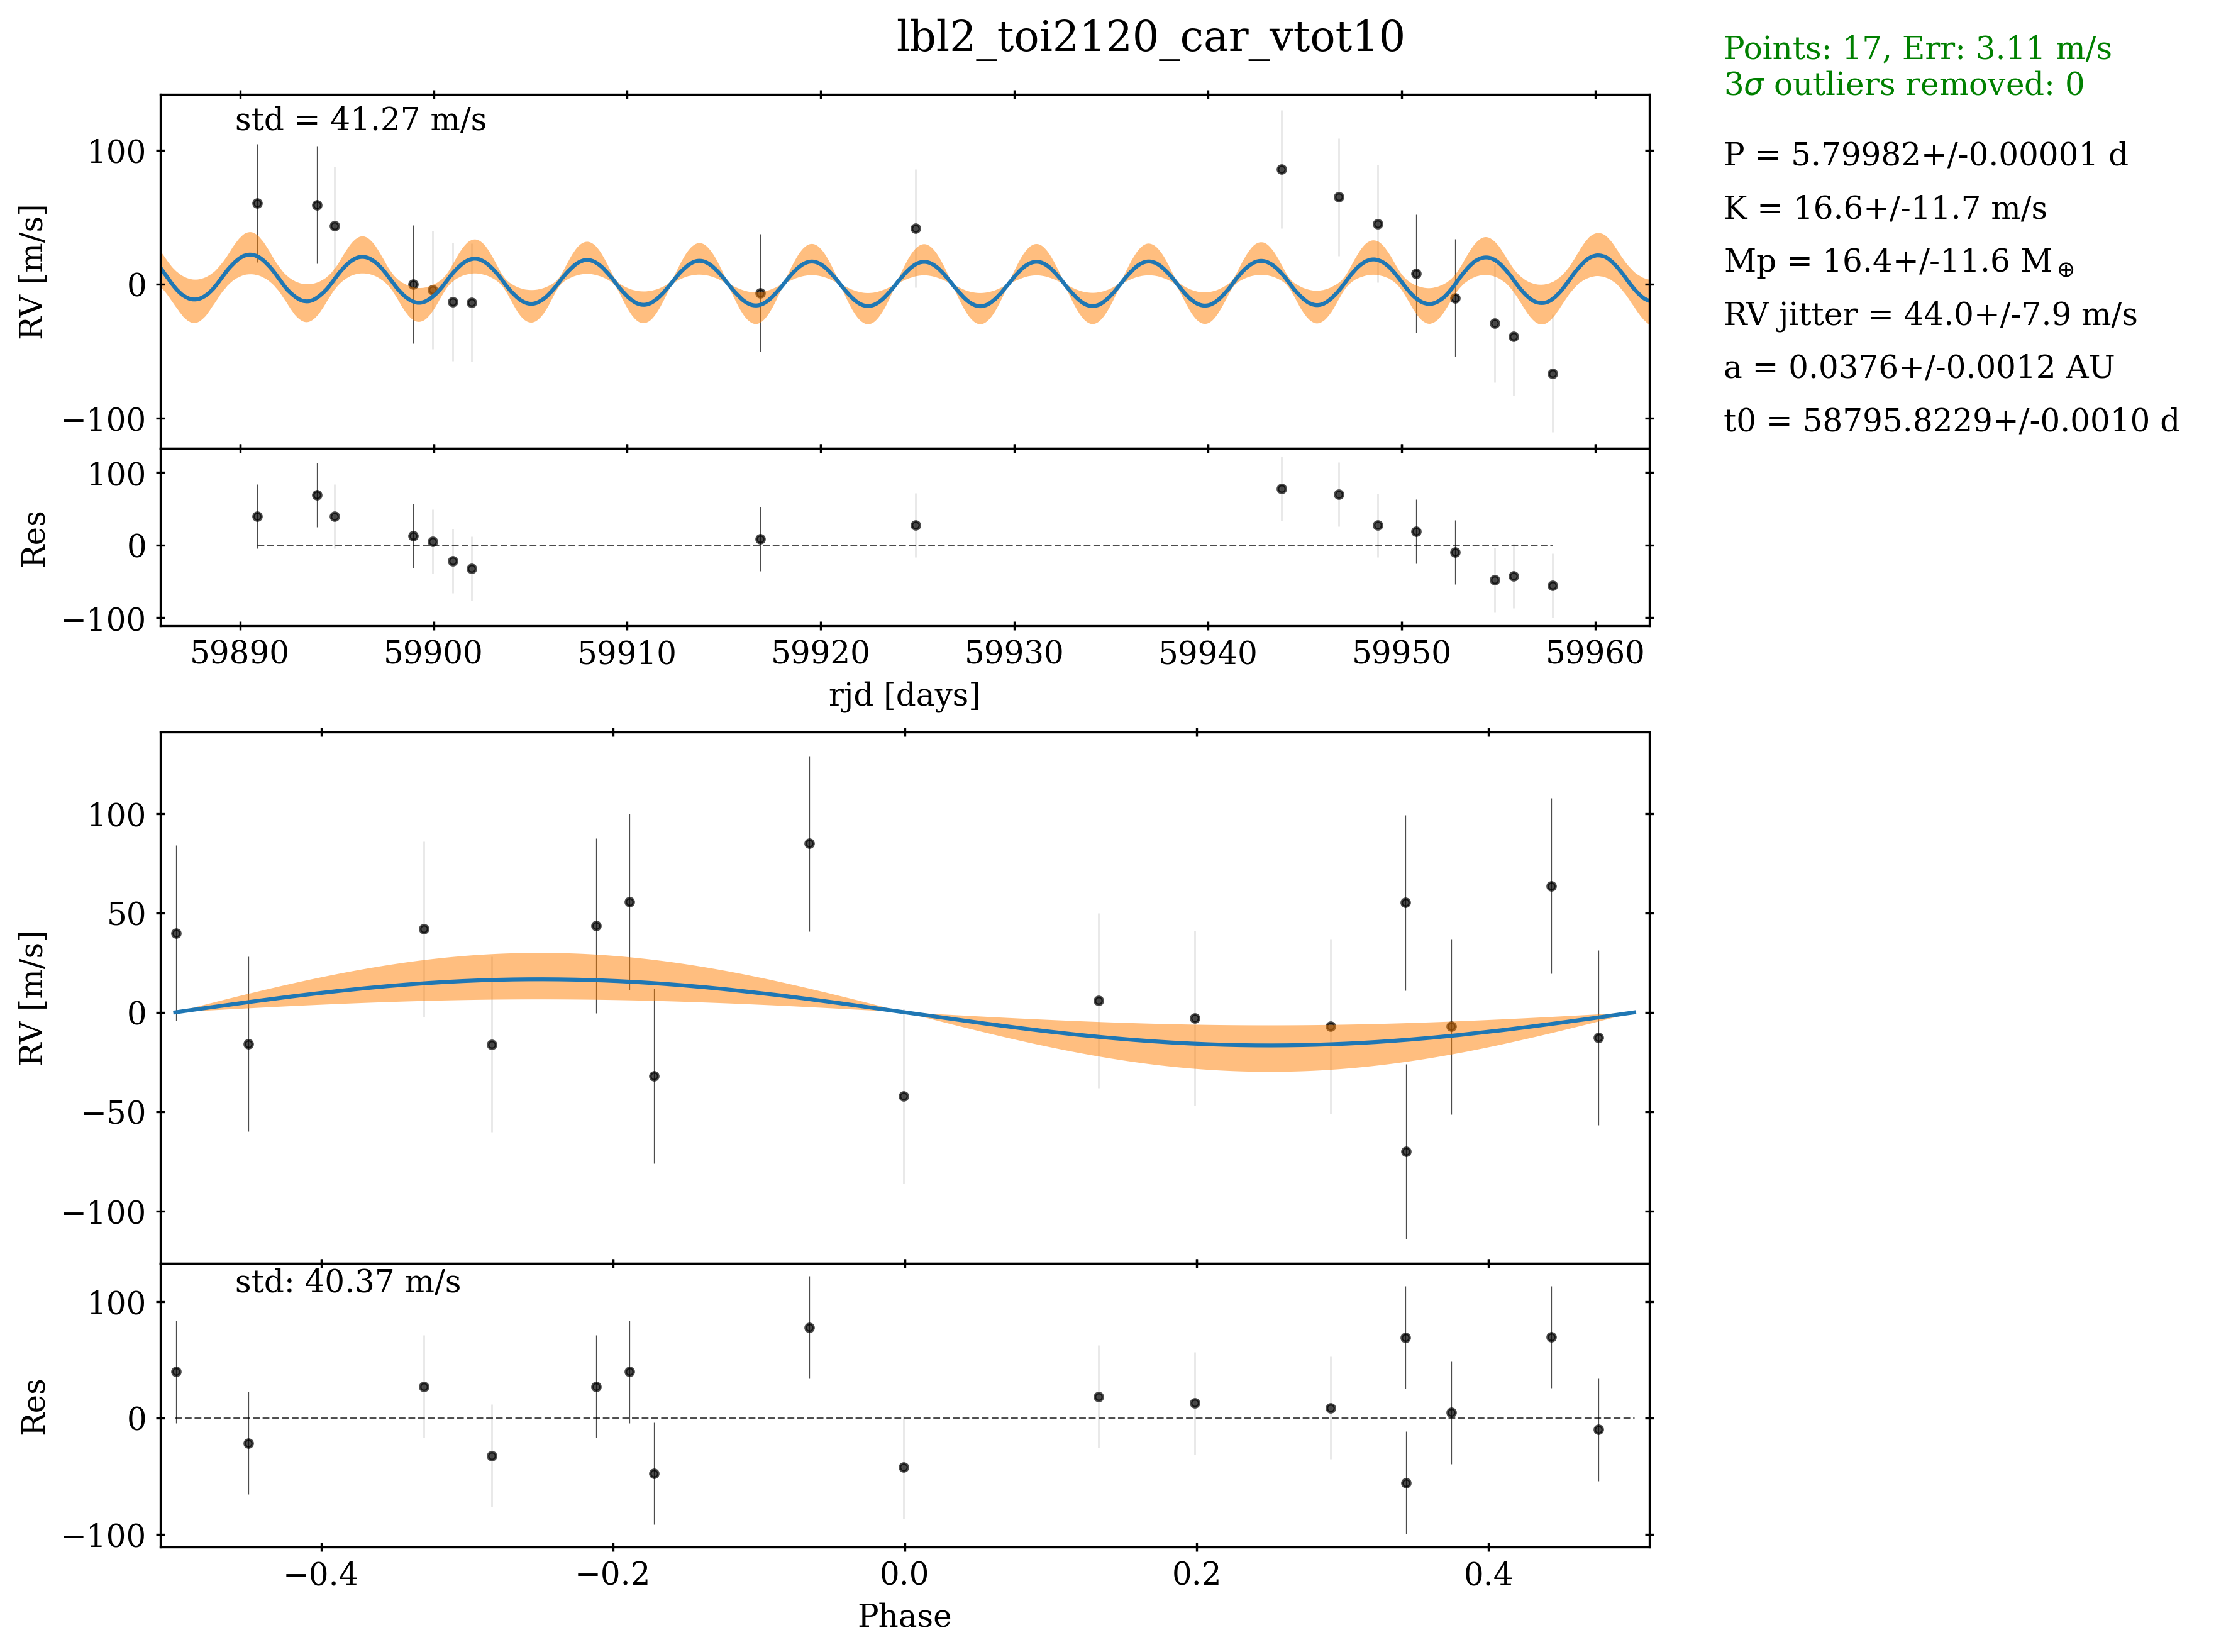 lbl2_toi2120_car_vtot10
Points: 17, Err: 3.11 m/s
3σ outliers removed: 0
P = 5.79982+/-0.00001 d
K = 16.6+/-11.7 m/s
Mp = 16.4+/-11.6 M⊕
RV jitter = 44.0+/-7.9 m/s
a = 0.0376+/-0.0012 AU
t0 = 58795.8229+/-0.0010 d
std = 41.27 m/s
RV [m/s]
100
0
−100
Res
100
0
−100
59890 59900 59910 59920 59930 59940 59950 59960
rjd [days]
RV [m/s]
100
50
0
−50
−100
std: 40.37 m/s
Res
100
0
−100
−0.4 −0.2 0.0 0.2 0.4
Phase